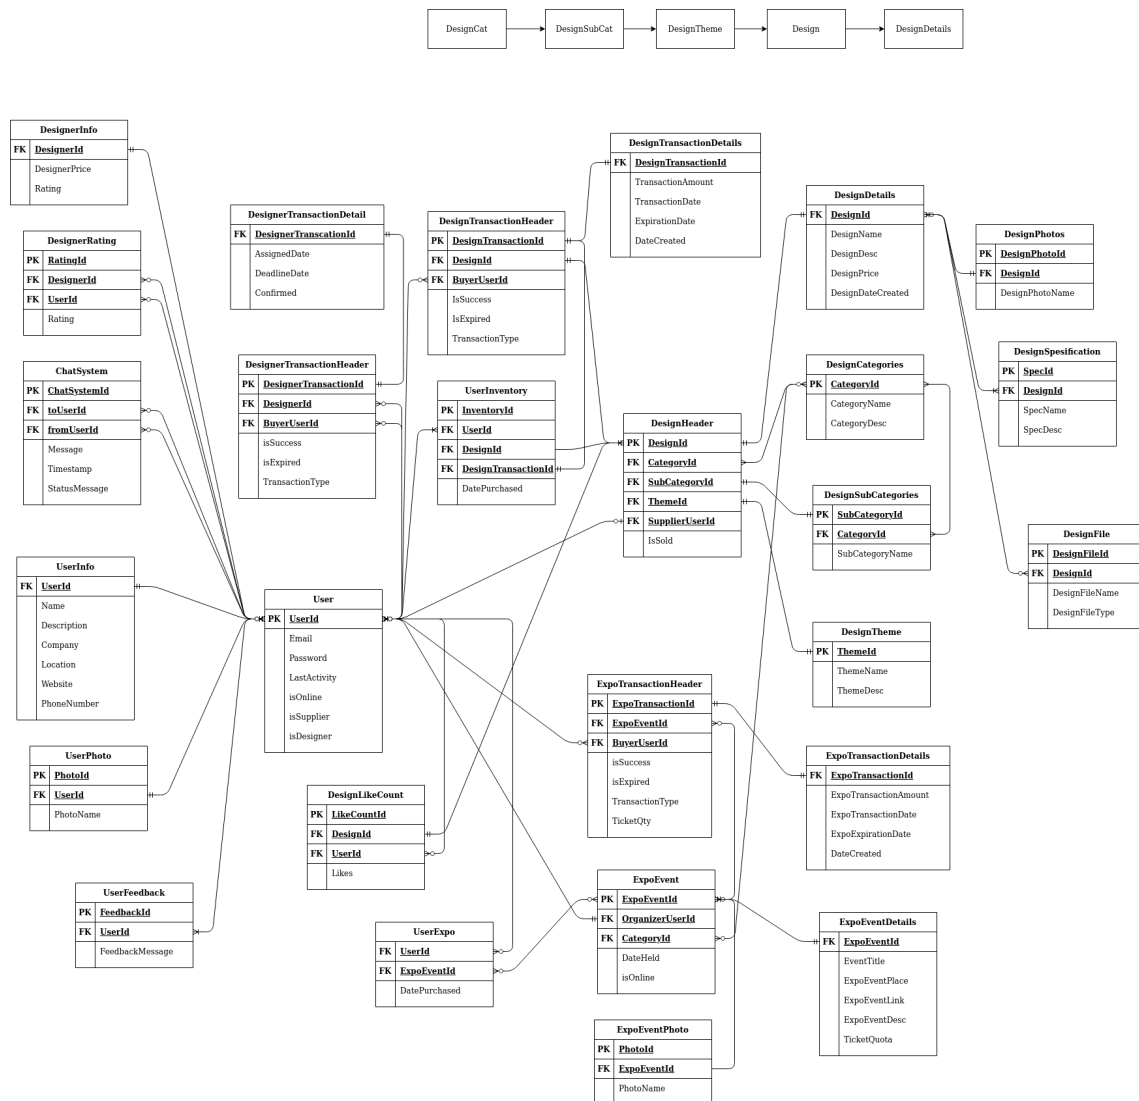 DesignCat DesignSubCat DesignTheme Design DesignDetails
DesignerInfo
FK DesignerId
DesignerPrice
Rating
DesignerRating
PK RatingId
FK DesignerId
FK UserId
Rating
ChatSystem
PK ChatSystemId
FK toUserId
FK fromUserId
Message
Timestamp
StatusMessage
UserInfo
FK UserId
Name
Description
Company
Location
Website
PhoneNumber
UserPhoto
PK PhotoId
FK UserId
PhotoName
UserFeedback
PK FeedbackId
FK UserId
FeedbackMessage
DesignerTransactionDetail
FK DesignerTranscationId
AssignedDate
DeadlineDate
Confirmed
DesignerTransactionHeader
PK DesignerTransactionId
FK DesignerId
FK BuyerUserId
isSuccess
isExpired
TransactionType
User
PK UserId
Email
Password
LastActivity
isOnline
isSupplier
isDesigner
DesignLikeCount
PK LikeCountId
FK DesignId
FK UserId
Likes
UserExpo
FK UserId
FK ExpoEventId
DatePurchased
DesignTransactionHeader
PK DesignTransactionId
FK DesignId
FK BuyerUserId
IsSuccess
IsExpired
TransactionType
UserInventory
PK InventoryId
FK UserId
FK DesignId
FK DesignTransactionId
DatePurchased
DesignTransactionDetails
FK DesignTransactionId
TransactionAmount
TransactionDate
ExpirationDate
DateCreated
DesignHeader
PK DesignId
FK CategoryId
FK SubCategoryId
FK ThemeId
FK SupplierUserId
IsSold
ExpoTransactionHeader
PK ExpoTransactionId
FK ExpoEventId
FK BuyerUserId
isSuccess
isExpired
TransactionType
TicketQty
ExpoEvent
PK ExpoEventId
FK OrganizerUserId
FK CategoryId
DateHeld
isOnline
ExpoEventPhoto
PK PhotoId
FK ExpoEventId
PhotoName
DesignDetails
FK DesignId
DesignName
DesignDesc
DesignPrice
DesignDateCreated
DesignCategories
PK CategoryId
CategoryName
CategoryDesc
DesignSubCategories
PK SubCategoryId
FK CategoryId
SubCategoryName
DesignTheme
PK ThemeId
ThemeName
ThemeDesc
ExpoTransactionDetails
FK ExpoTransactionId
ExpoTransactionAmount
ExpoTransactionDate
ExpoExpirationDate
DateCreated
ExpoEventDetails
FK ExpoEventId
EventTitle
ExpoEventPlace
ExpoEventLink
ExpoEventDesc
TicketQuota
DesignPhotos
PK DesignPhotoId
FK DesignId
DesignPhotoName
DesignSpesification
PK SpecId
FK DesignId
SpecName
SpecDesc
DesignFile
PK DesignFileId
FK DesignId
DesignFileName
DesignFileType